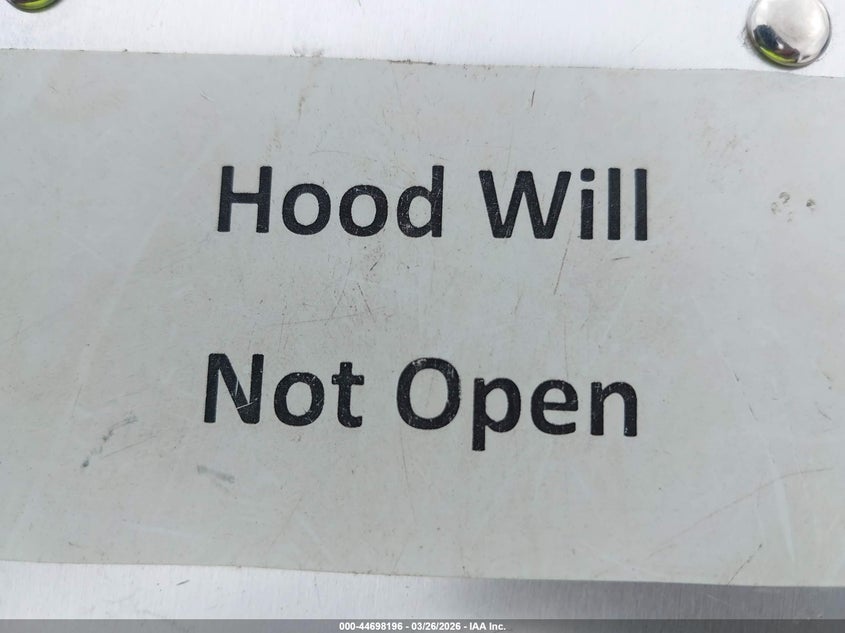 Hood Will
Not Open
000-44698196 - 03/26/2026 - IAA Inc.